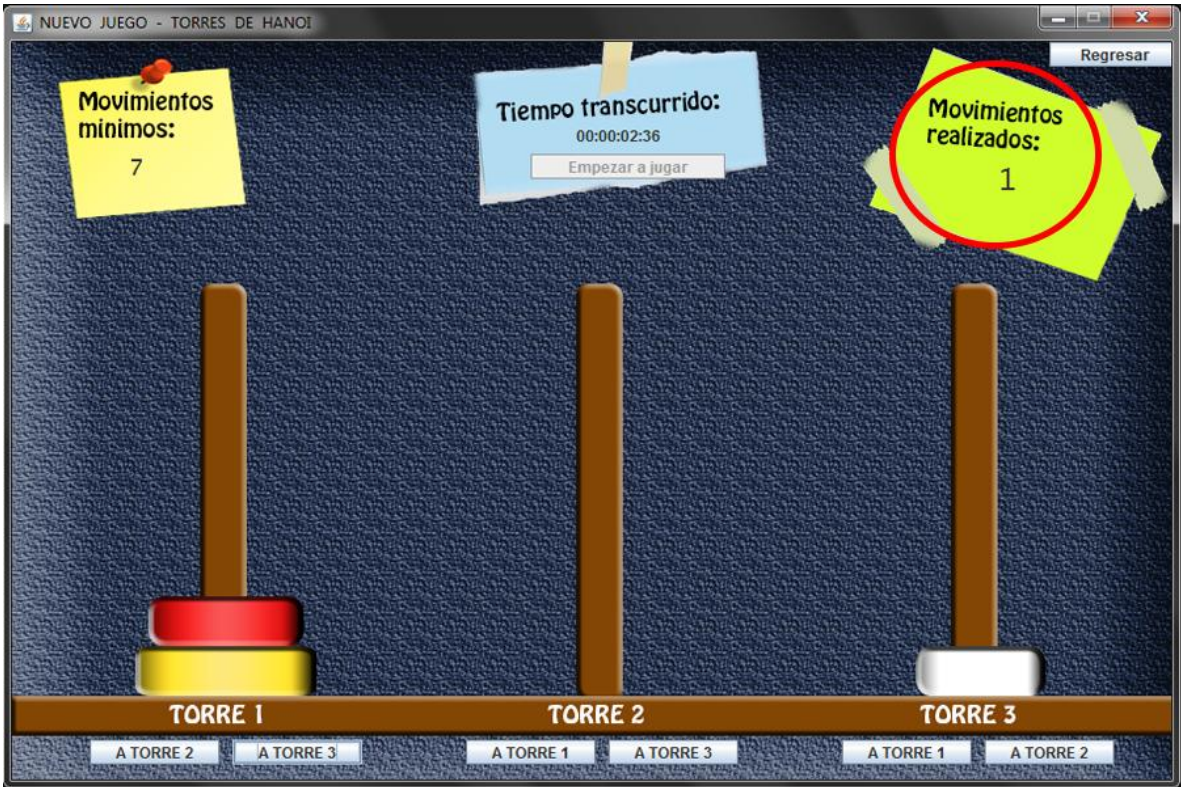 NUEVO JUEGO - TORRES DE HANOI
Regresar
Movimientos
minimos:
7
Tiempo transcurrido:
00:00:02:36
Empezar a jugar
Movimientos
realizados:
1
TORRE 1
TORRE 2
TORRE 3
A TORRE 2
A TORRE 3
A TORRE 1
A TORRE 3
A TORRE 1
A TORRE 2